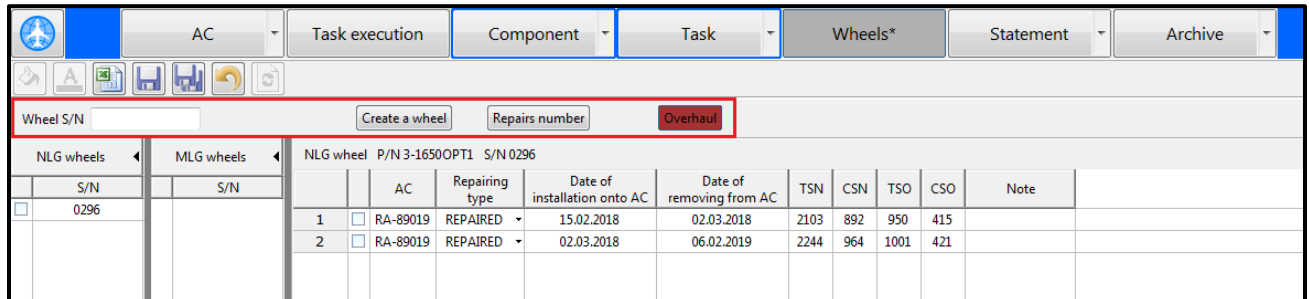 AC Task execution Component Task Wheels* Statement Archive
Wheel S/N Create a wheel Repairs number Overhaul
NLG wheels MLG wheels NLG wheel P/N 3-1650OPT1 S/N 0296
S/N S/N AC Repairing type Date of installation onto AC Date of removing from AC TSN CSN TSO CSO Note
0296
1 RA-89019 REPAIRED 15.02.2018 02.03.2018 2103 892 950 415
2 RA-89019 REPAIRED 02.03.2018 06.02.2019 2244 964 1001 421